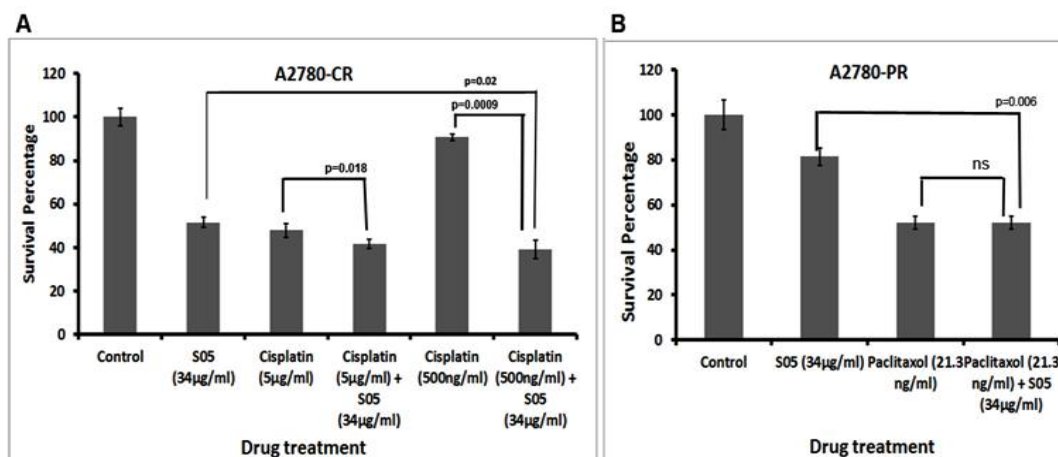 A
A2780-CR
p=0.02
p=0.0009
p=0.018
Survival Percentage
120
100
80
60
40
20
0
Control
S05
(34µg/ml)
Cisplatin
(5µg/ml)
Cisplatin
(5µg/ml) +
S05
(34µg/ml)
Cisplatin
(500ng/ml)
Cisplatin
(500ng/ml) +
S05
(34µg/ml)
Drug treatment
B
A2780-PR
p=0.006
ns
Survival Percentage
120
100
80
60
40
20
0
Control
S05 (34µg/ml)
Paclitaxol (21.3
ng/ml)
Paclitaxol (21.3
ng/ml) + S05
(34µg/ml)
Drug treatment